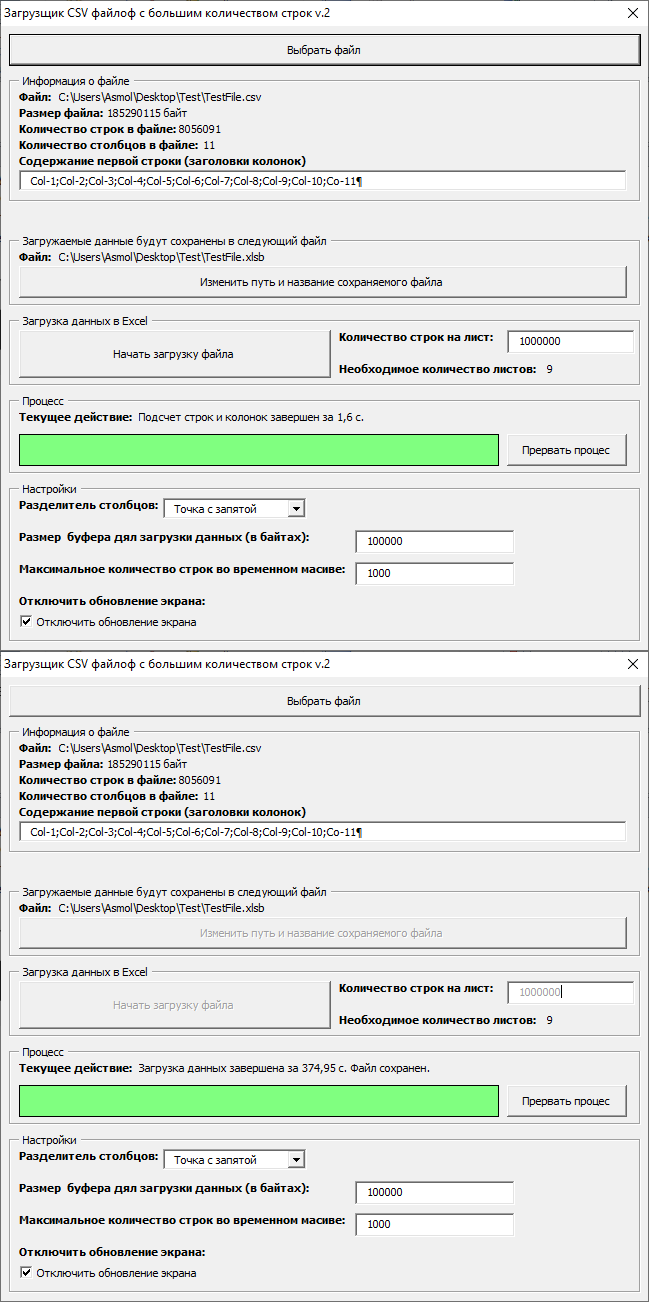 Загрузщик CSV файлоф с большим количеством строк v.2
Выбрать файл
Информация о файле
Файл: C:\Users\Asmol\Desktop\Test\TestFile.csv
Размер файла: 185290115 байт
Количество строк в файле: 8056091
Количество столбцов в файле: 11
Содержание первой строки (заголовки колонок)
Col-1;Col-2;Col-3;Col-4;Col-5;Col-6;Col-7;Col-8;Col-9;Col-10;Co-11¶
Загружаемые данные будут сохранены в следующий файл
Файл: C:\Users\Asmol\Desktop\Test\TestFile.xlsb
Изменить путь и название сохраняемого файла
Загрузка данных в Excel
Начать загрузку файла
Количество строк на лист: 1000000
Необходимое количество листов: 9
Процесс
Текущее действие: Подсчет строк и колонок завершен за 1,6 с.
Прервать процес
Настройки
Разделитель столбцов: Точка с запятой
Размер буфера дял загрузки данных (в байтах): 100000
Максимальное количество строк во временном масиве: 1000
Отключить обновление экрана:
Отключить обновление экрана
Загрузщик CSV файлоф с большим количеством строк v.2
Выбрать файл
Информация о файле
Файл: C:\Users\Asmol\Desktop\Test\TestFile.csv
Размер файла: 185290115 байт
Количество строк в файле: 8056091
Количество столбцов в файле: 11
Содержание первой строки (заголовки колонок)
Col-1;Col-2;Col-3;Col-4;Col-5;Col-6;Col-7;Col-8;Col-9;Col-10;Co-11¶
Загружаемые данные будут сохранены в следующий файл
Файл: C:\Users\Asmol\Desktop\Test\TestFile.xlsb
Изменить путь и название сохраняемого файла
Загрузка данных в Excel
Начать загрузку файла
Количество строк на лист: 1000000
Необходимое количество листов: 9
Процесс
Текущее действие: Загрузка данных завершена за 374,95 с. Файл сохранен.
Прервать процес
Настройки
Разделитель столбцов: Точка с запятой
Размер буфера дял загрузки данных (в байтах): 100000
Максимальное количество строк во временном масиве: 1000
Отключить обновление экрана:
Отключить обновление экрана